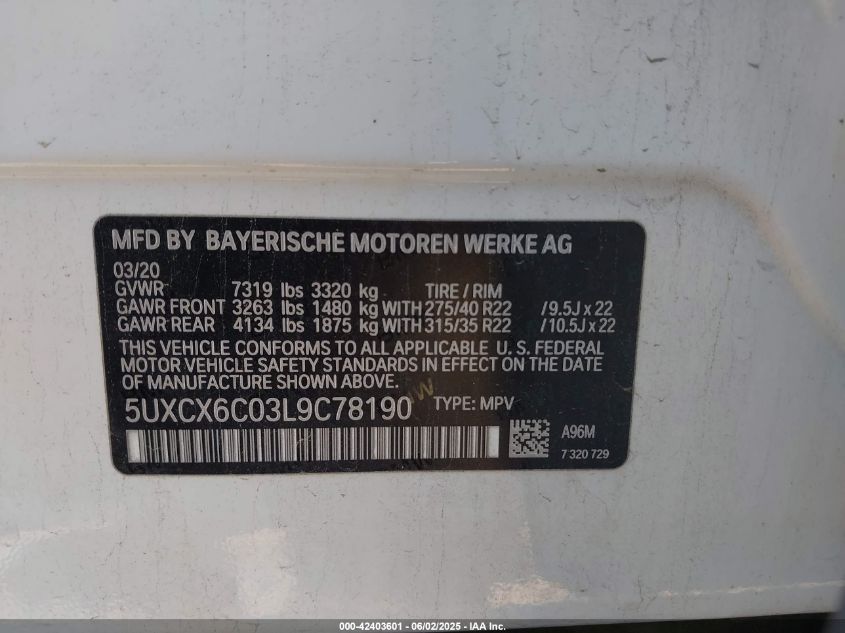 MFD BY BAYERISCHE MOTOREN WERKE AG
03/20
GVWR 7319 lbs 3320 kg TIRE / RIM
GAWR FRONT 3263 lbs 1480 kg WITH 275/40 R22 /9.5J x 22
GAWR REAR 4134 lbs 1875 kg WITH 315/35 R22 /10.5J x 22
THIS VEHICLE CONFORMS TO ALL APPLICABLE U. S. FEDERAL
MOTOR VEHICLE SAFETY STANDARDS IN EFFECT ON THE DATE
OF MANUFACTURE SHOWN ABOVE.
5UXCX6C03L9C78190 TYPE: MPV
A96M
7 320 729
000-42403601 - 06/02/2025 - IAA Inc.